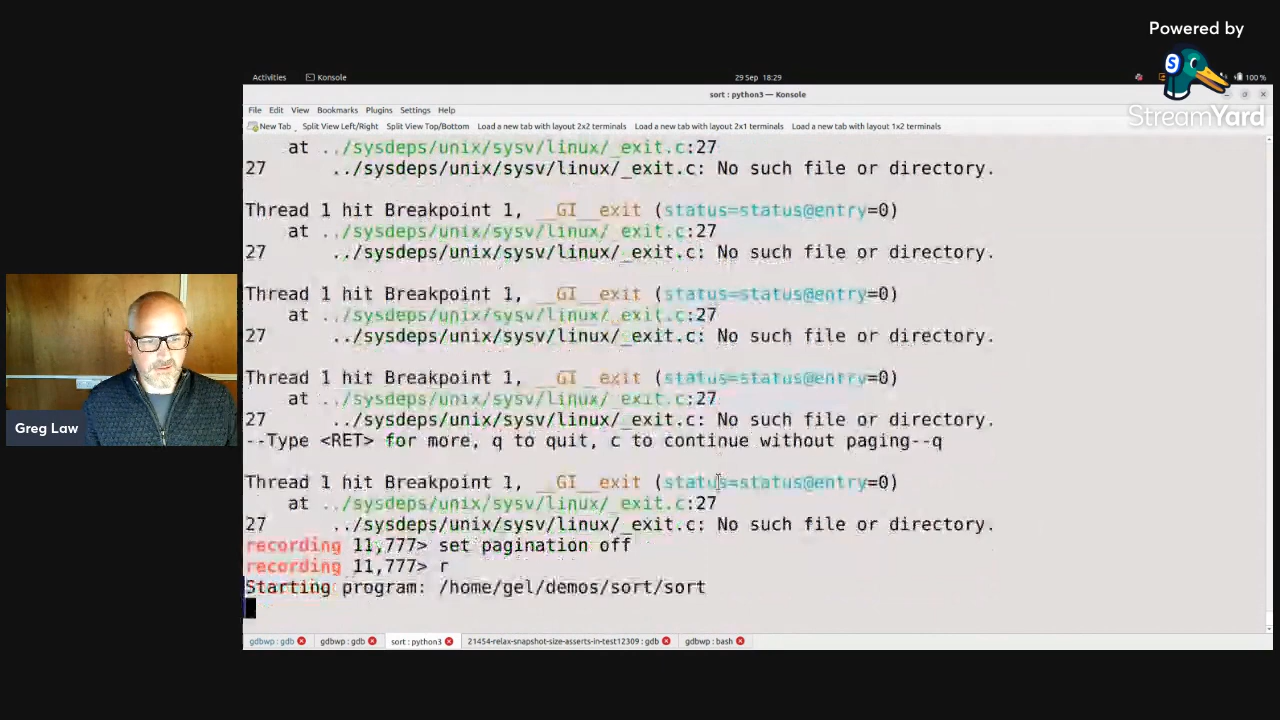 Powered by
StreamYard
Activities Konsole 29 Sep 18:29 100 %
sort : python3 — Konsole
File Edit View Bookmarks Plugins Settings Help
New Tab Split View Left/Right Split View Top/Bottom Load a new tab with layout 2x2 terminals Load a new tab with layout 2x1 terminals Load a new tab with layout 1x2 terminals
at ../sysdeps/unix/sysv/linux/_exit.c:27
27 ../sysdeps/unix/sysv/linux/_exit.c: No such file or directory.
Thread 1 hit Breakpoint 1, __GI__exit (status=status@entry=0)
at ../sysdeps/unix/sysv/linux/_exit.c:27
27 ../sysdeps/unix/sysv/linux/_exit.c: No such file or directory.
Thread 1 hit Breakpoint 1, __GI__exit (status=status@entry=0)
at ../sysdeps/unix/sysv/linux/_exit.c:27
27 ../sysdeps/unix/sysv/linux/_exit.c: No such file or directory.
Thread 1 hit Breakpoint 1, __GI__exit (status=status@entry=0)
at ../sysdeps/unix/sysv/linux/_exit.c:27
27 ../sysdeps/unix/sysv/linux/_exit.c: No such file or directory.
--Type <RET> for more, q to quit, c to continue without paging--q
Thread 1 hit Breakpoint 1, __GI__exit (status=status@entry=0)
at ../sysdeps/unix/sysv/linux/_exit.c:27
27 ../sysdeps/unix/sysv/linux/_exit.c: No such file or directory.
recording 11,777> set pagination off
recording 11,777> r
Starting program: /home/gel/demos/sort/sort
gdbwp : gdb gdbwp : gdb sort : python3 21454-relax-snapshot-size-asserts-in-test12309 : gdb gdbwp : bash
Greg Law